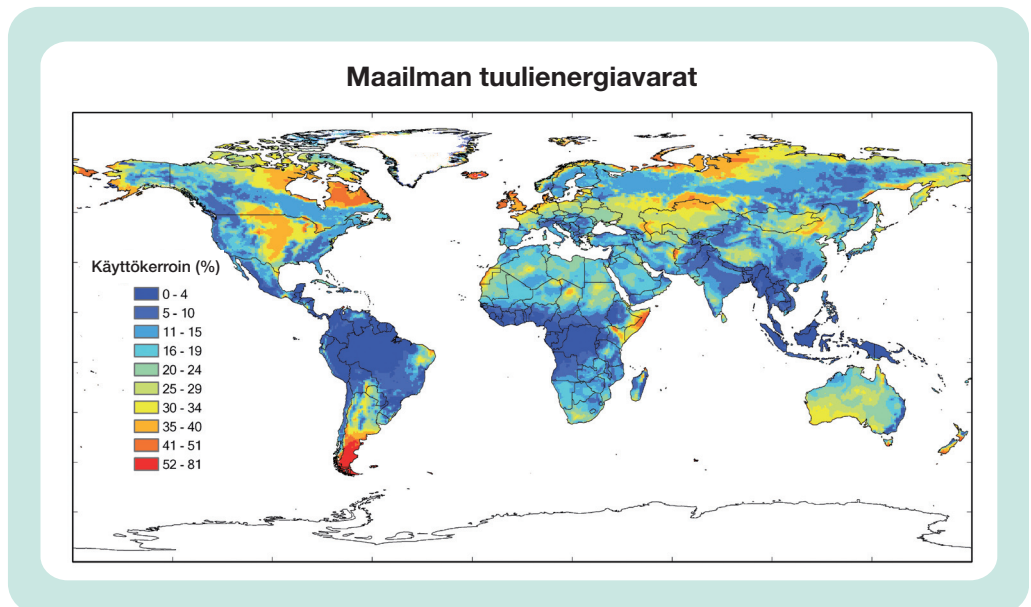 Maailman tuulienergiavarat
Käyttökerroin (%)
0 - 4
5 - 10
11 - 15
16 - 19
20 - 24
25 - 29
30 - 34
35 - 40
41 - 51
52 - 81